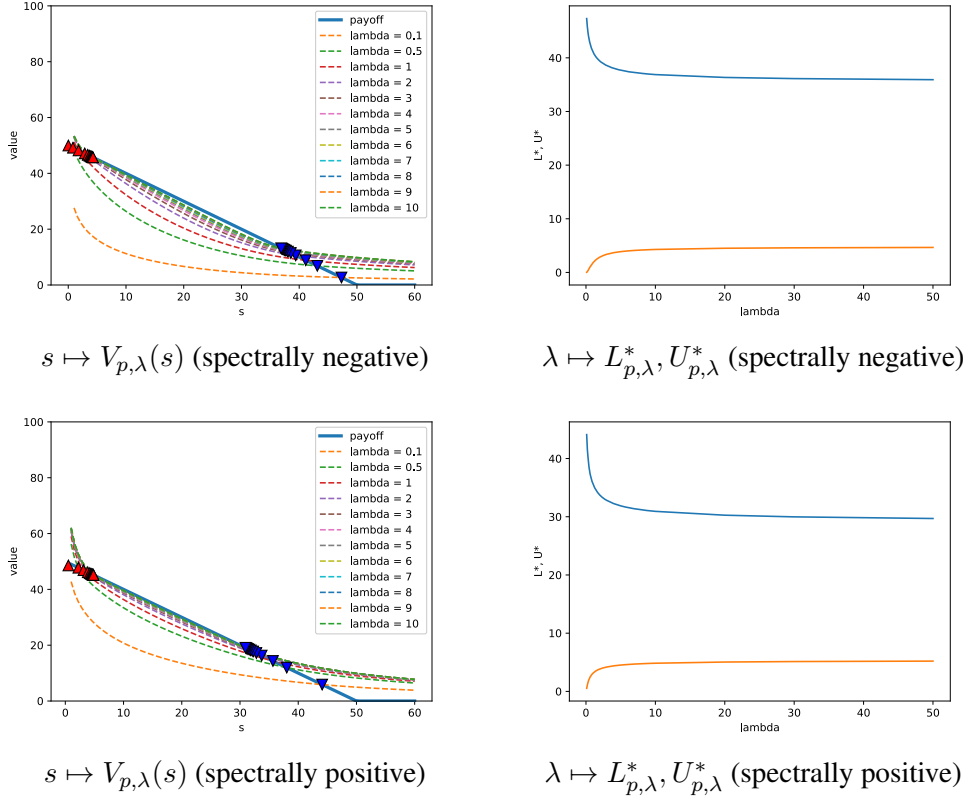 100
80
60
40
20
0
value
0 10 20 30 40 50 60
s
payoff
lambda = 0.1
lambda = 0.5
lambda = 1
lambda = 2
lambda = 3
lambda = 4
lambda = 5
lambda = 6
lambda = 7
lambda = 8
lambda = 9
lambda = 10
40
30
20
10
0
L*, U*
0 10 20 30 40 50
lambda
s ↦ V_{p,λ}(s) (spectrally negative)
λ ↦ L*_{p,λ}, U*_{p,λ} (spectrally negative)
100
80
60
40
20
0
value
0 10 20 30 40 50 60
s
payoff
lambda = 0.1
lambda = 0.5
lambda = 1
lambda = 2
lambda = 3
lambda = 4
lambda = 5
lambda = 6
lambda = 7
lambda = 8
lambda = 9
lambda = 10
40
30
20
10
0
L*, U*
0 10 20 30 40 50
lambda
s ↦ V_{p,λ}(s) (spectrally positive)
λ ↦ L*_{p,λ}, U*_{p,λ} (spectrally positive)